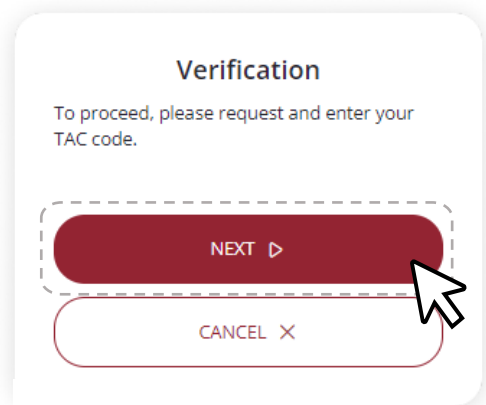 Verification
To proceed, please request and enter your
TAC code.
NEXT
CANCEL